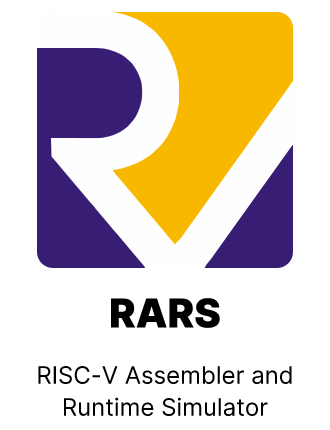 RARS
RISC-V Assembler and
Runtime Simulator